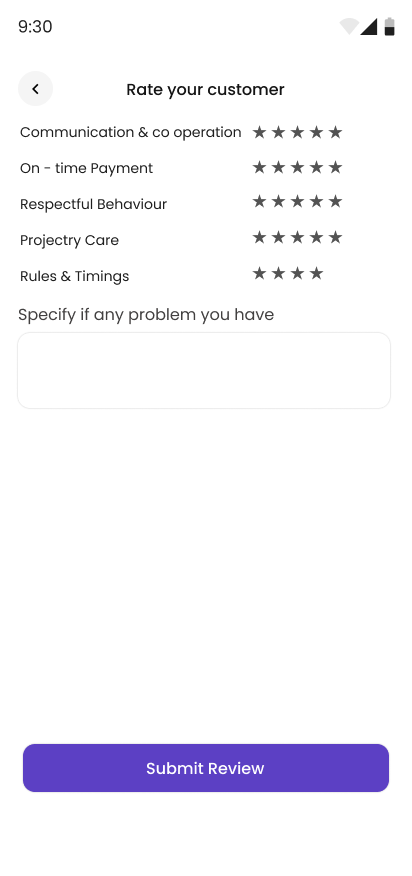 9:30
Rate your customer
Communication & co operation ★ ★ ★ ★ ★
On - time Payment ★ ★ ★ ★ ★
Respectful Behaviour ★ ★ ★ ★ ★
Projectry Care ★ ★ ★ ★ ★
Rules & Timings ★ ★ ★ ★
Specify if any problem you have
Submit Review